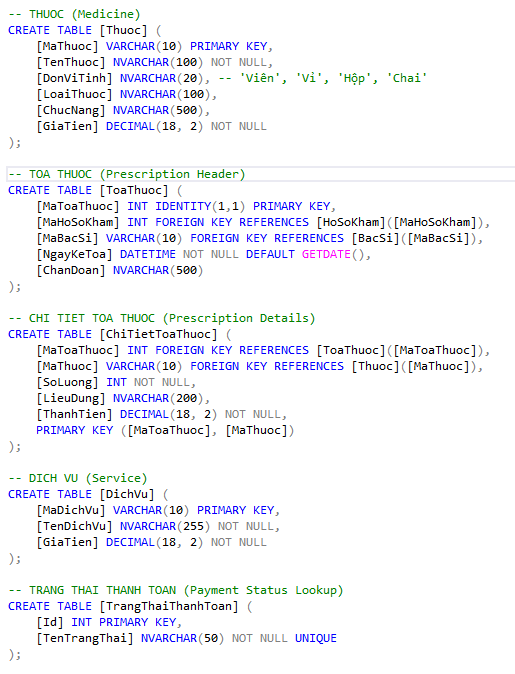 -- THUOC (Medicine)
CREATE TABLE [Thuoc] (
    [MaThuoc] VARCHAR(10) PRIMARY KEY,
    [TenThuoc] NVARCHAR(100) NOT NULL,
    [DonViTinh] NVARCHAR(20), -- 'Viên', 'Vỉ', 'Hộp', 'Chai'
    [LoaiThuoc] NVARCHAR(100),
    [ChucNang] NVARCHAR(500),
    [GiaTien] DECIMAL(18, 2) NOT NULL
);

-- TOA THUOC (Prescription Header)
CREATE TABLE [ToaThuoc] (
    [MaToaThuoc] INT IDENTITY(1,1) PRIMARY KEY,
    [MaHoSoKham] INT FOREIGN KEY REFERENCES [HoSoKham]([MaHoSoKham]),
    [MaBacSi] VARCHAR(10) FOREIGN KEY REFERENCES [BacSi]([MaBacSi]),
    [NgayKeToa] DATETIME NOT NULL DEFAULT GETDATE(),
    [ChanDoan] NVARCHAR(500)
);

-- CHI TIET TOA THUOC (Prescription Details)
CREATE TABLE [ChiTietToaThuoc] (
    [MaToaThuoc] INT FOREIGN KEY REFERENCES [ToaThuoc]([MaToaThuoc]),
    [MaThuoc] VARCHAR(10) FOREIGN KEY REFERENCES [Thuoc]([MaThuoc]),
    [SoLuong] INT NOT NULL,
    [LieuDung] NVARCHAR(200),
    [ThanhTien] DECIMAL(18, 2) NOT NULL,
    PRIMARY KEY ([MaToaThuoc], [MaThuoc])
);

-- DICH VU (Service)
CREATE TABLE [DichVu] (
    [MaDichVu] VARCHAR(10) PRIMARY KEY,
    [TenDichVu] NVARCHAR(255) NOT NULL,
    [GiaTien] DECIMAL(18, 2) NOT NULL
);

-- TRANG THAI THANH TOAN (Payment Status Lookup)
CREATE TABLE [TrangThaiThanhToan] (
    [Id] INT PRIMARY KEY,
    [TenTrangThai] NVARCHAR(50) NOT NULL UNIQUE
);